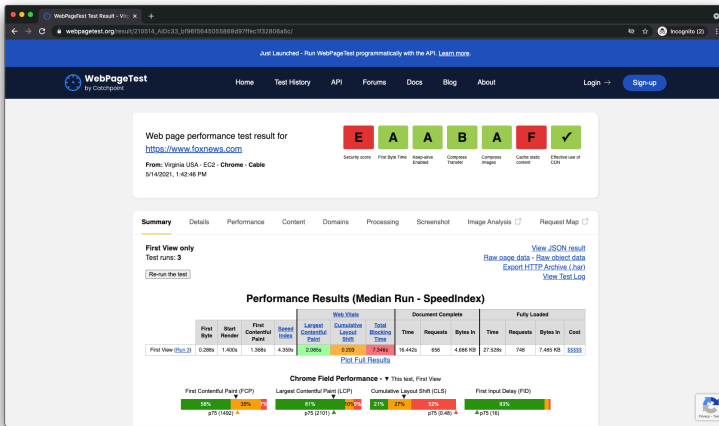 WebPageTest Test Result - Virg
webpagetest.org/result/210514_AiDc33_bf96f5645055868d97ffec1f32806a5c/
Incognito (2)
Just Launched - Run WebPageTest programmatically with the API. Learn more.
WebPageTest
by Catchpoint
Home Test History API Forums Docs Blog About Login → Sign-up
Web page performance test result for
https://www.foxnews.com
From: Virginia USA - EC2 - Chrome - Cable
5/14/2021, 1:42:46 PM
E A A B A F ✓
Security score First Byte Time Keep-alive Enabled Compress Transfer Compress Images Cache static content Effective use of CDN
Summary Details Performance Content Domains Processing Screenshot Image Analysis Request Map
First View only
Test runs: 3
Re-run the test
View JSON result
Raw page data - Raw object data
Export HTTP Archive (.har)
View Test Log
Performance Results (Median Run - SpeedIndex)
Web Vitals Document Complete Fully Loaded
First Byte Start Render First Contentful Paint Speed Index Largest Contentful Paint Cumulative Layout Shift Total Blocking Time Time Requests Bytes In Time Requests Bytes In Cost
First View (Run 3) 0.288s 1.400s 1.368s 4.359s 2.085s 0.203 7.346s 16.442s 656 4,686 KB 27.528s 748 7,485 KB $$$$$
Plot Full Results
Chrome Field Performance - ▼ This test, First View
First Contentful Paint (FCP) Largest Contentful Paint (LCP) Cumulative Layout Shift (CLS) First Input Delay (FID)
58% 35% 7% 81% 10% 9% 21% 27% 52% 93%
p75 (1492) p75 (2101) p75 (0.48) p75 (16)